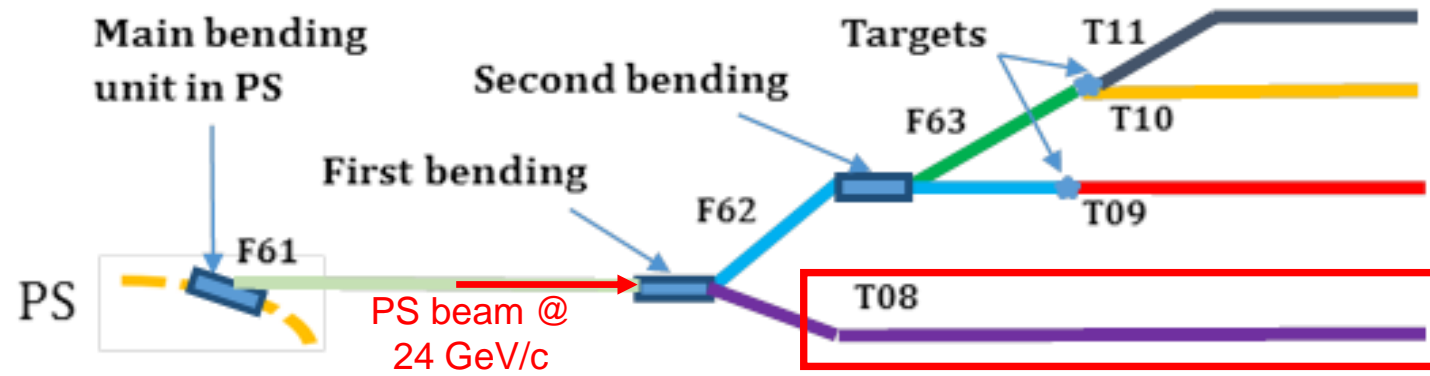 Main bending
unit in PS
Second bending
First bending
Targets
T11
T10
F63
F62
T09
F61
PS
PS beam @
24 GeV/c
T08